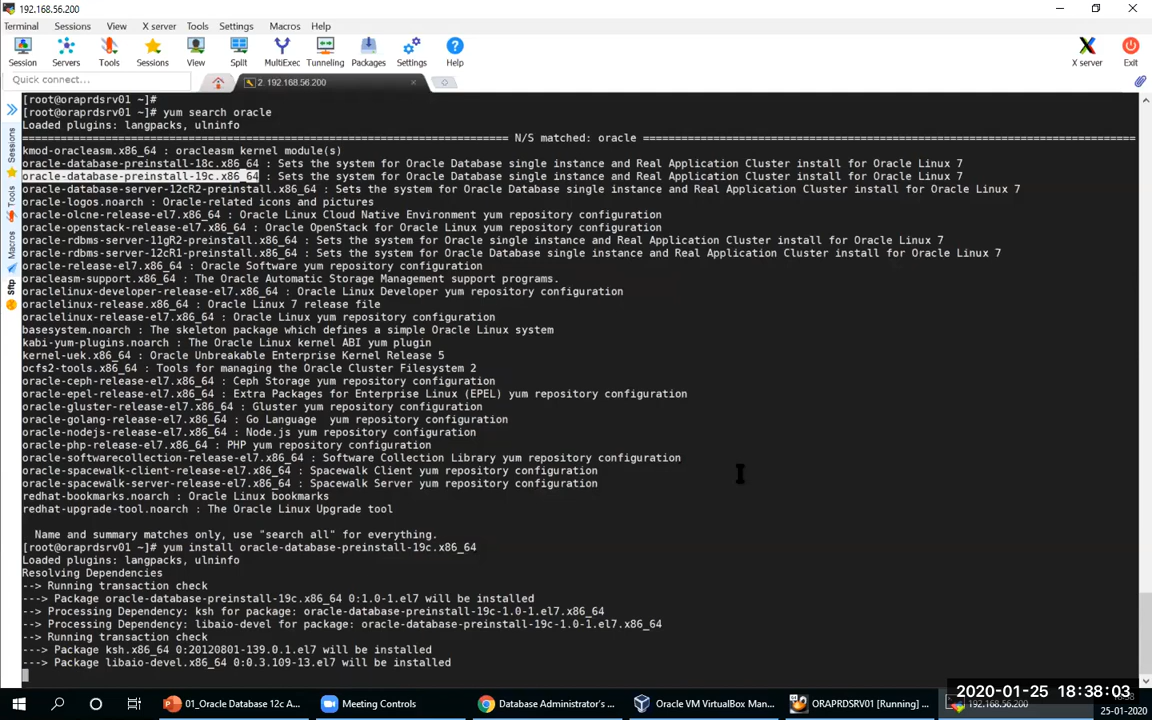 192.168.56.200
Terminal Sessions View X server Tools Settings Macros Help
Session Servers Tools Sessions View Split MultiExec Tunneling Packages Settings Help X server Exit
Quick connect...
2. 192.168.56.200
Sessions
Tools
Macros
Sftp
[root@oraprdsrv01 ~]#
[root@oraprdsrv01 ~]# yum search oracle
Loaded plugins: langpacks, ulninfo
============================================================================ N/S matched: oracle =============================================================================
kmod-oracleasm.x86_64 : oracleasm kernel module(s)
oracle-database-preinstall-18c.x86_64 : Sets the system for Oracle Database single instance and Real Application Cluster install for Oracle Linux 7
oracle-database-preinstall-19c.x86_64 : Sets the system for Oracle Database single instance and Real Application Cluster install for Oracle Linux 7
oracle-database-server-12cR2-preinstall.x86_64 : Sets the system for Oracle Database single instance and Real Application Cluster install for Oracle Linux 7
oracle-logos.noarch : Oracle-related icons and pictures
oracle-olcne-release-el7.x86_64 : Oracle Linux Cloud Native Environment yum repository configuration
oracle-openstack-release-el7.x86_64 : Oracle OpenStack for Oracle Linux yum repository configuration
oracle-rdbms-server-11gR2-preinstall.x86_64 : Sets the system for Oracle single instance and Real Application Cluster install for Oracle Linux 7
oracle-rdbms-server-12cR1-preinstall.x86_64 : Sets the system for Oracle Database single instance and Real Application Cluster install for Oracle Linux 7
oracle-release-el7.x86_64 : Oracle Software yum repository configuration
oracleasm-support.x86_64 : The Oracle Automatic Storage Management support programs.
oraclelinux-developer-release-el7.x86_64 : Oracle Linux Developer yum repository configuration
oraclelinux-release.x86_64 : Oracle Linux 7 release file
oraclelinux-release-el7.x86_64 : Oracle Linux yum repository configuration
basesystem.noarch : The skeleton package which defines a simple Oracle Linux system
kabi-yum-plugins.noarch : The Oracle Linux kernel ABI yum plugin
kernel-uek.x86_64 : Oracle Unbreakable Enterprise Kernel Release 5
ocfs2-tools.x86_64 : Tools for managing the Oracle Cluster Filesystem 2
oracle-ceph-release-el7.x86_64 : Ceph Storage yum repository configuration
oracle-epel-release-el7.x86_64 : Extra Packages for Enterprise Linux (EPEL) yum repository configuration
oracle-gluster-release-el7.x86_64 : Gluster yum repository configuration
oracle-golang-release-el7.x86_64 : Go Language  yum repository configuration
oracle-nodejs-release-el7.x86_64 : Node.js yum repository configuration
oracle-php-release-el7.x86_64 : PHP yum repository configuration
oracle-softwarecollection-release-el7.x86_64 : Software Collection Library yum repository configuration
oracle-spacewalk-client-release-el7.x86_64 : Spacewalk Client yum repository configuration
oracle-spacewalk-server-release-el7.x86_64 : Spacewalk Server yum repository configuration
redhat-bookmarks.noarch : Oracle Linux bookmarks
redhat-upgrade-tool.noarch : The Oracle Linux Upgrade tool
Name and summary matches only, use "search all" for everything.
[root@oraprdsrv01 ~]# yum install oracle-database-preinstall-19c.x86_64
Loaded plugins: langpacks, ulninfo
Resolving Dependencies
--> Running transaction check
---> Package oracle-database-preinstall-19c.x86_64 0:1.0-1.el7 will be installed
--> Processing Dependency: ksh for package: oracle-database-preinstall-19c-1.0-1.el7.x86_64
--> Processing Dependency: libaio-devel for package: oracle-database-preinstall-19c-1.0-1.el7.x86_64
--> Running transaction check
---> Package ksh.x86_64 0:20120801-139.0.1.el7 will be installed
---> Package libaio-devel.x86_64 0:0.3.109-13.el7 will be installed
2020-01-25 18:38:03
01_Oracle Database 12c A... Meeting Controls Database Administrator's ... Oracle VM VirtualBox Man... ORAPRDSRV01 [Running] ... 192.168.56.200
25-01-2020